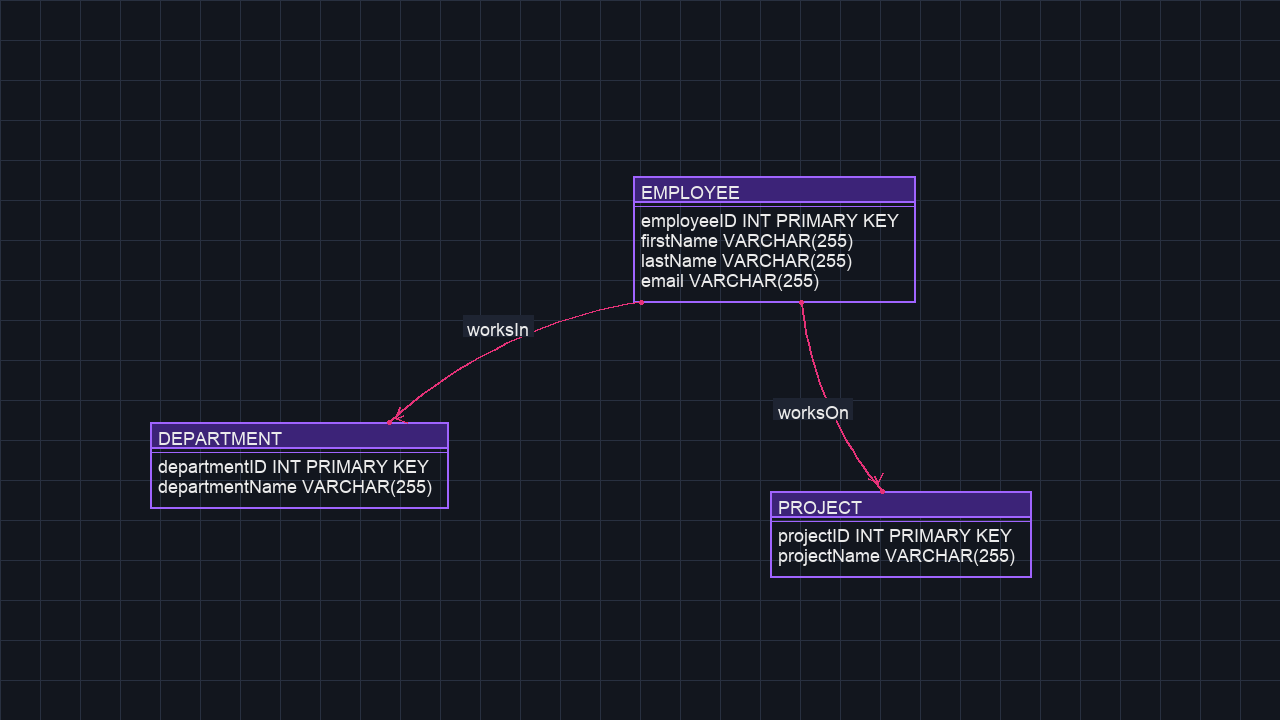 EMPLOYEE
employeeID INT PRIMARY KEY
firstName VARCHAR(255)
lastName VARCHAR(255)
email VARCHAR(255)
worksIn
worksOn
DEPARTMENT
departmentID INT PRIMARY KEY
departmentName VARCHAR(255)
PROJECT
projectID INT PRIMARY KEY
projectName VARCHAR(255)